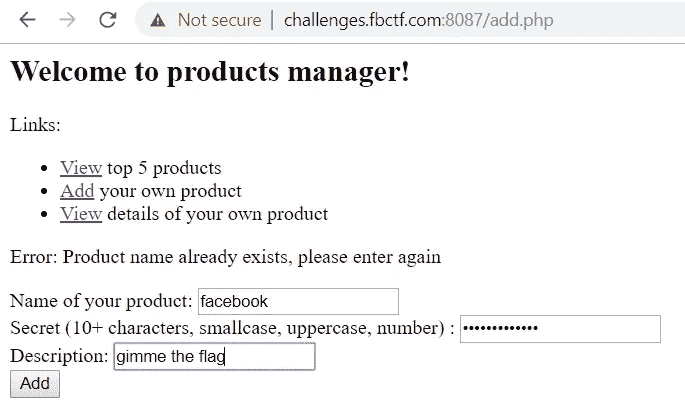 Not secure | challenges.fbctf.com:8087/add.php
Welcome to products manager!
Links:
View top 5 products
Add your own product
View details of your own product
Error: Product name already exists, please enter again
Name of your product: facebook
Secret (10+ characters, smallcase, uppercase, number) : •••••••••••••
Description: gimme the flag
Add